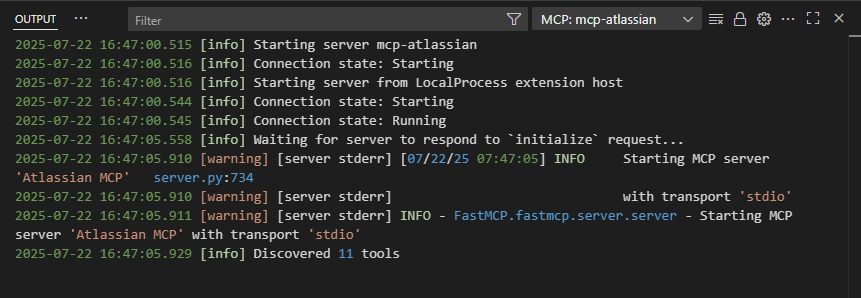 OUTPUT ... Filter MCP: mcp-atlassian
2025-07-22 16:47:00.515 [info] Starting server mcp-atlassian
2025-07-22 16:47:00.516 [info] Connection state: Starting
2025-07-22 16:47:00.516 [info] Starting server from LocalProcess extension host
2025-07-22 16:47:00.544 [info] Connection state: Starting
2025-07-22 16:47:00.545 [info] Connection state: Running
2025-07-22 16:47:05.558 [info] Waiting for server to respond to `initialize` request...
2025-07-22 16:47:05.910 [warning] [server stderr] [07/22/25 07:47:05] INFO     Starting MCP server
'Atlassian MCP'   server.py:734
2025-07-22 16:47:05.910 [warning] [server stderr]                              with transport 'stdio'
2025-07-22 16:47:05.911 [warning] [server stderr] INFO - FastMCP.fastmcp.server.server - Starting MCP
server 'Atlassian MCP' with transport 'stdio'
2025-07-22 16:47:05.929 [info] Discovered 11 tools